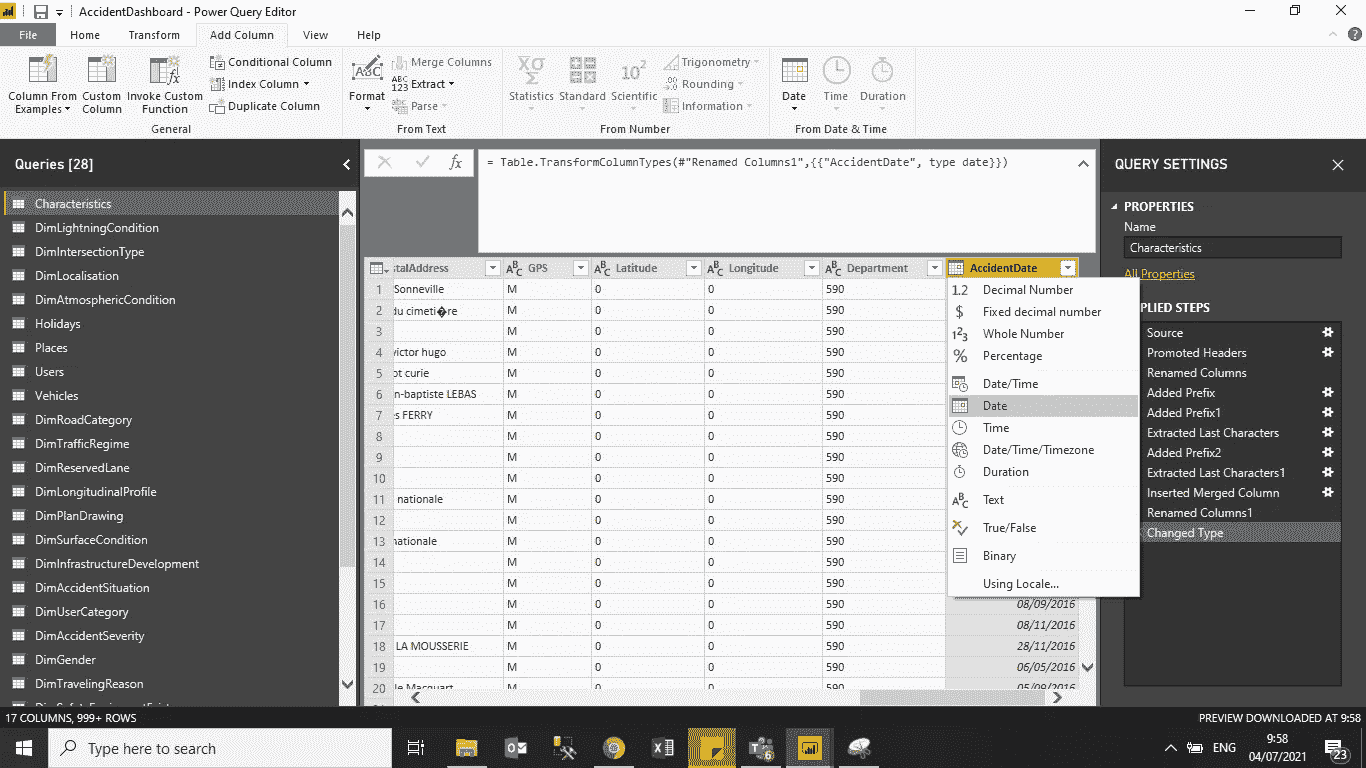 AccidentDashboard - Power Query Editor
File Home Transform Add Column View Help
Column From Examples
Custom Column
Invoke Custom Function
Conditional Column
Index Column
Duplicate Column
General
Format
Merge Columns
Extract
Parse
From Text
Statistics
Standard
Scientific
Trigonometry
Rounding
Information
From Number
Date
Time
Duration
From Date & Time
Queries [28]
Characteristics
DimLightningCondition
DimIntersectionType
DimLocalisation
DimAtmosphericCondition
Holidays
Places
Users
Vehicles
DimRoadCategory
DimTrafficRegime
DimReservedLane
DimLongitudinalProfile
DimPlanDrawing
DimSurfaceCondition
DimInfrastructureDevelopment
DimAccidentSituation
DimUserCategory
DimAccidentSeverity
DimGender
DimTravelingReason
= Table.TransformColumnTypes(#"Renamed Columns1",{{"AccidentDate", type date}})
stalAddress GPS Latitude Longitude Department AccidentDate
1 Sonneville M 0 0 590
2 du cimeti�re M 0 0 590
3 M 0 0 590
4 victor hugo M 0 0 590
5 ot curie M 0 0 590
6 n-baptiste LEBAS M 0 0 590
7 s FERRY M 0 0 590
8 M 0 0 590
9 M 0 0 590
10 M 0 0 590
11 nationale M 0 0 590
12 M 0 0 590
13 nationale M 0 0 590
14 M 0 0 590
15 M 0 0 590
16 M 0 0 590 08/09/2016
17 M 0 0 590 08/11/2016
18 LA MOUSSERIE M 0 0 590 28/11/2016
19 M 0 0 590 06/05/2016
20 le Macquart M 0 0 590 05/09/2016
1.2 Decimal Number
$ Fixed decimal number
123 Whole Number
% Percentage
Date/Time
Date
Time
Date/Time/Timezone
Duration
ABC Text
True/False
Binary
Using Locale...
QUERY SETTINGS
PROPERTIES
Name
Characteristics
All Properties
PLIED STEPS
Source
Promoted Headers
Renamed Columns
Added Prefix
Added Prefix1
Extracted Last Characters
Added Prefix2
Extracted Last Characters1
Inserted Merged Column
Renamed Columns1
Changed Type
17 COLUMNS, 999+ ROWS
PREVIEW DOWNLOADED AT 9:58
Type here to search
ENG
9:58
04/07/2021
23